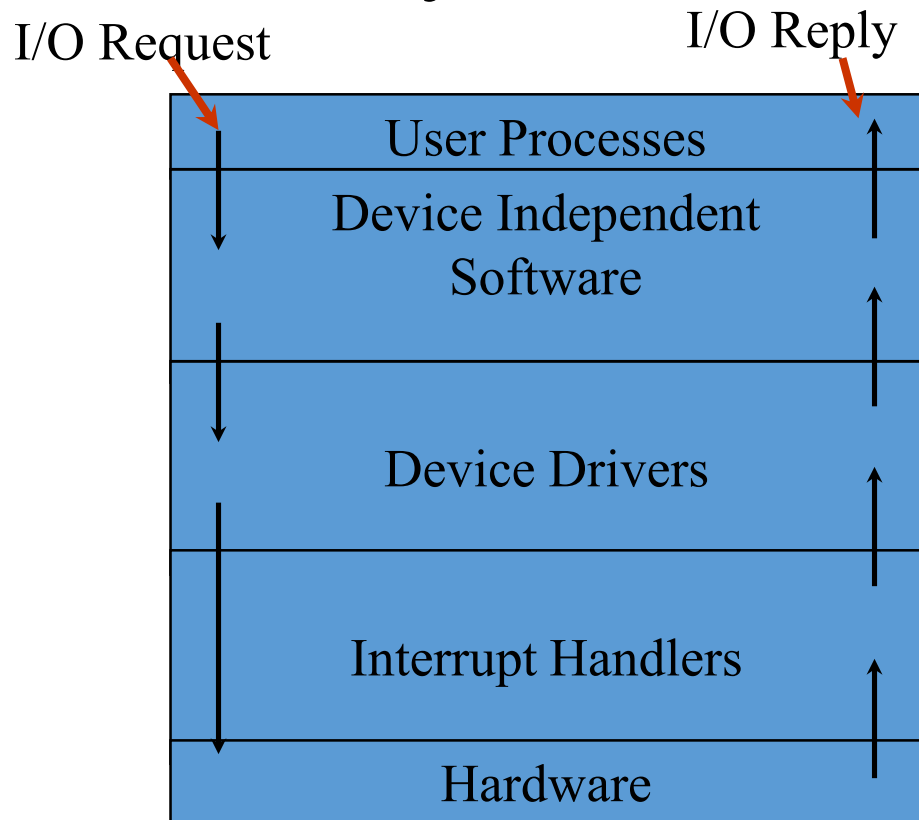 I/O Request
I/O Reply
User Processes
Device Independent
Software
Device Drivers
Interrupt Handlers
Hardware